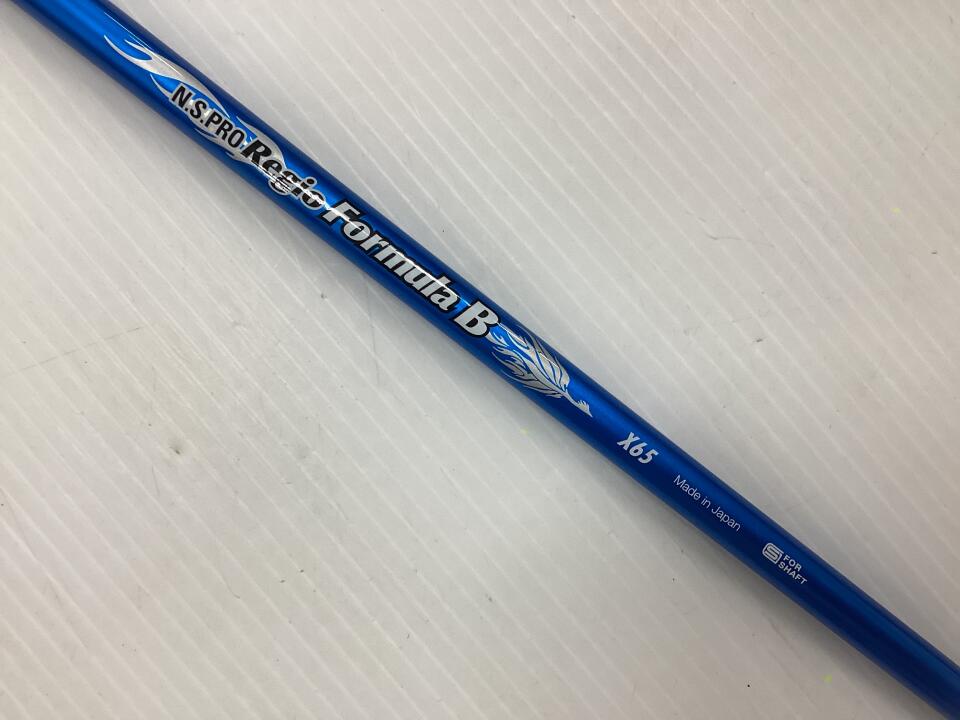 N.S.PRO Regio Formula B
X65
Made in Japan
S FOR
SHAFT